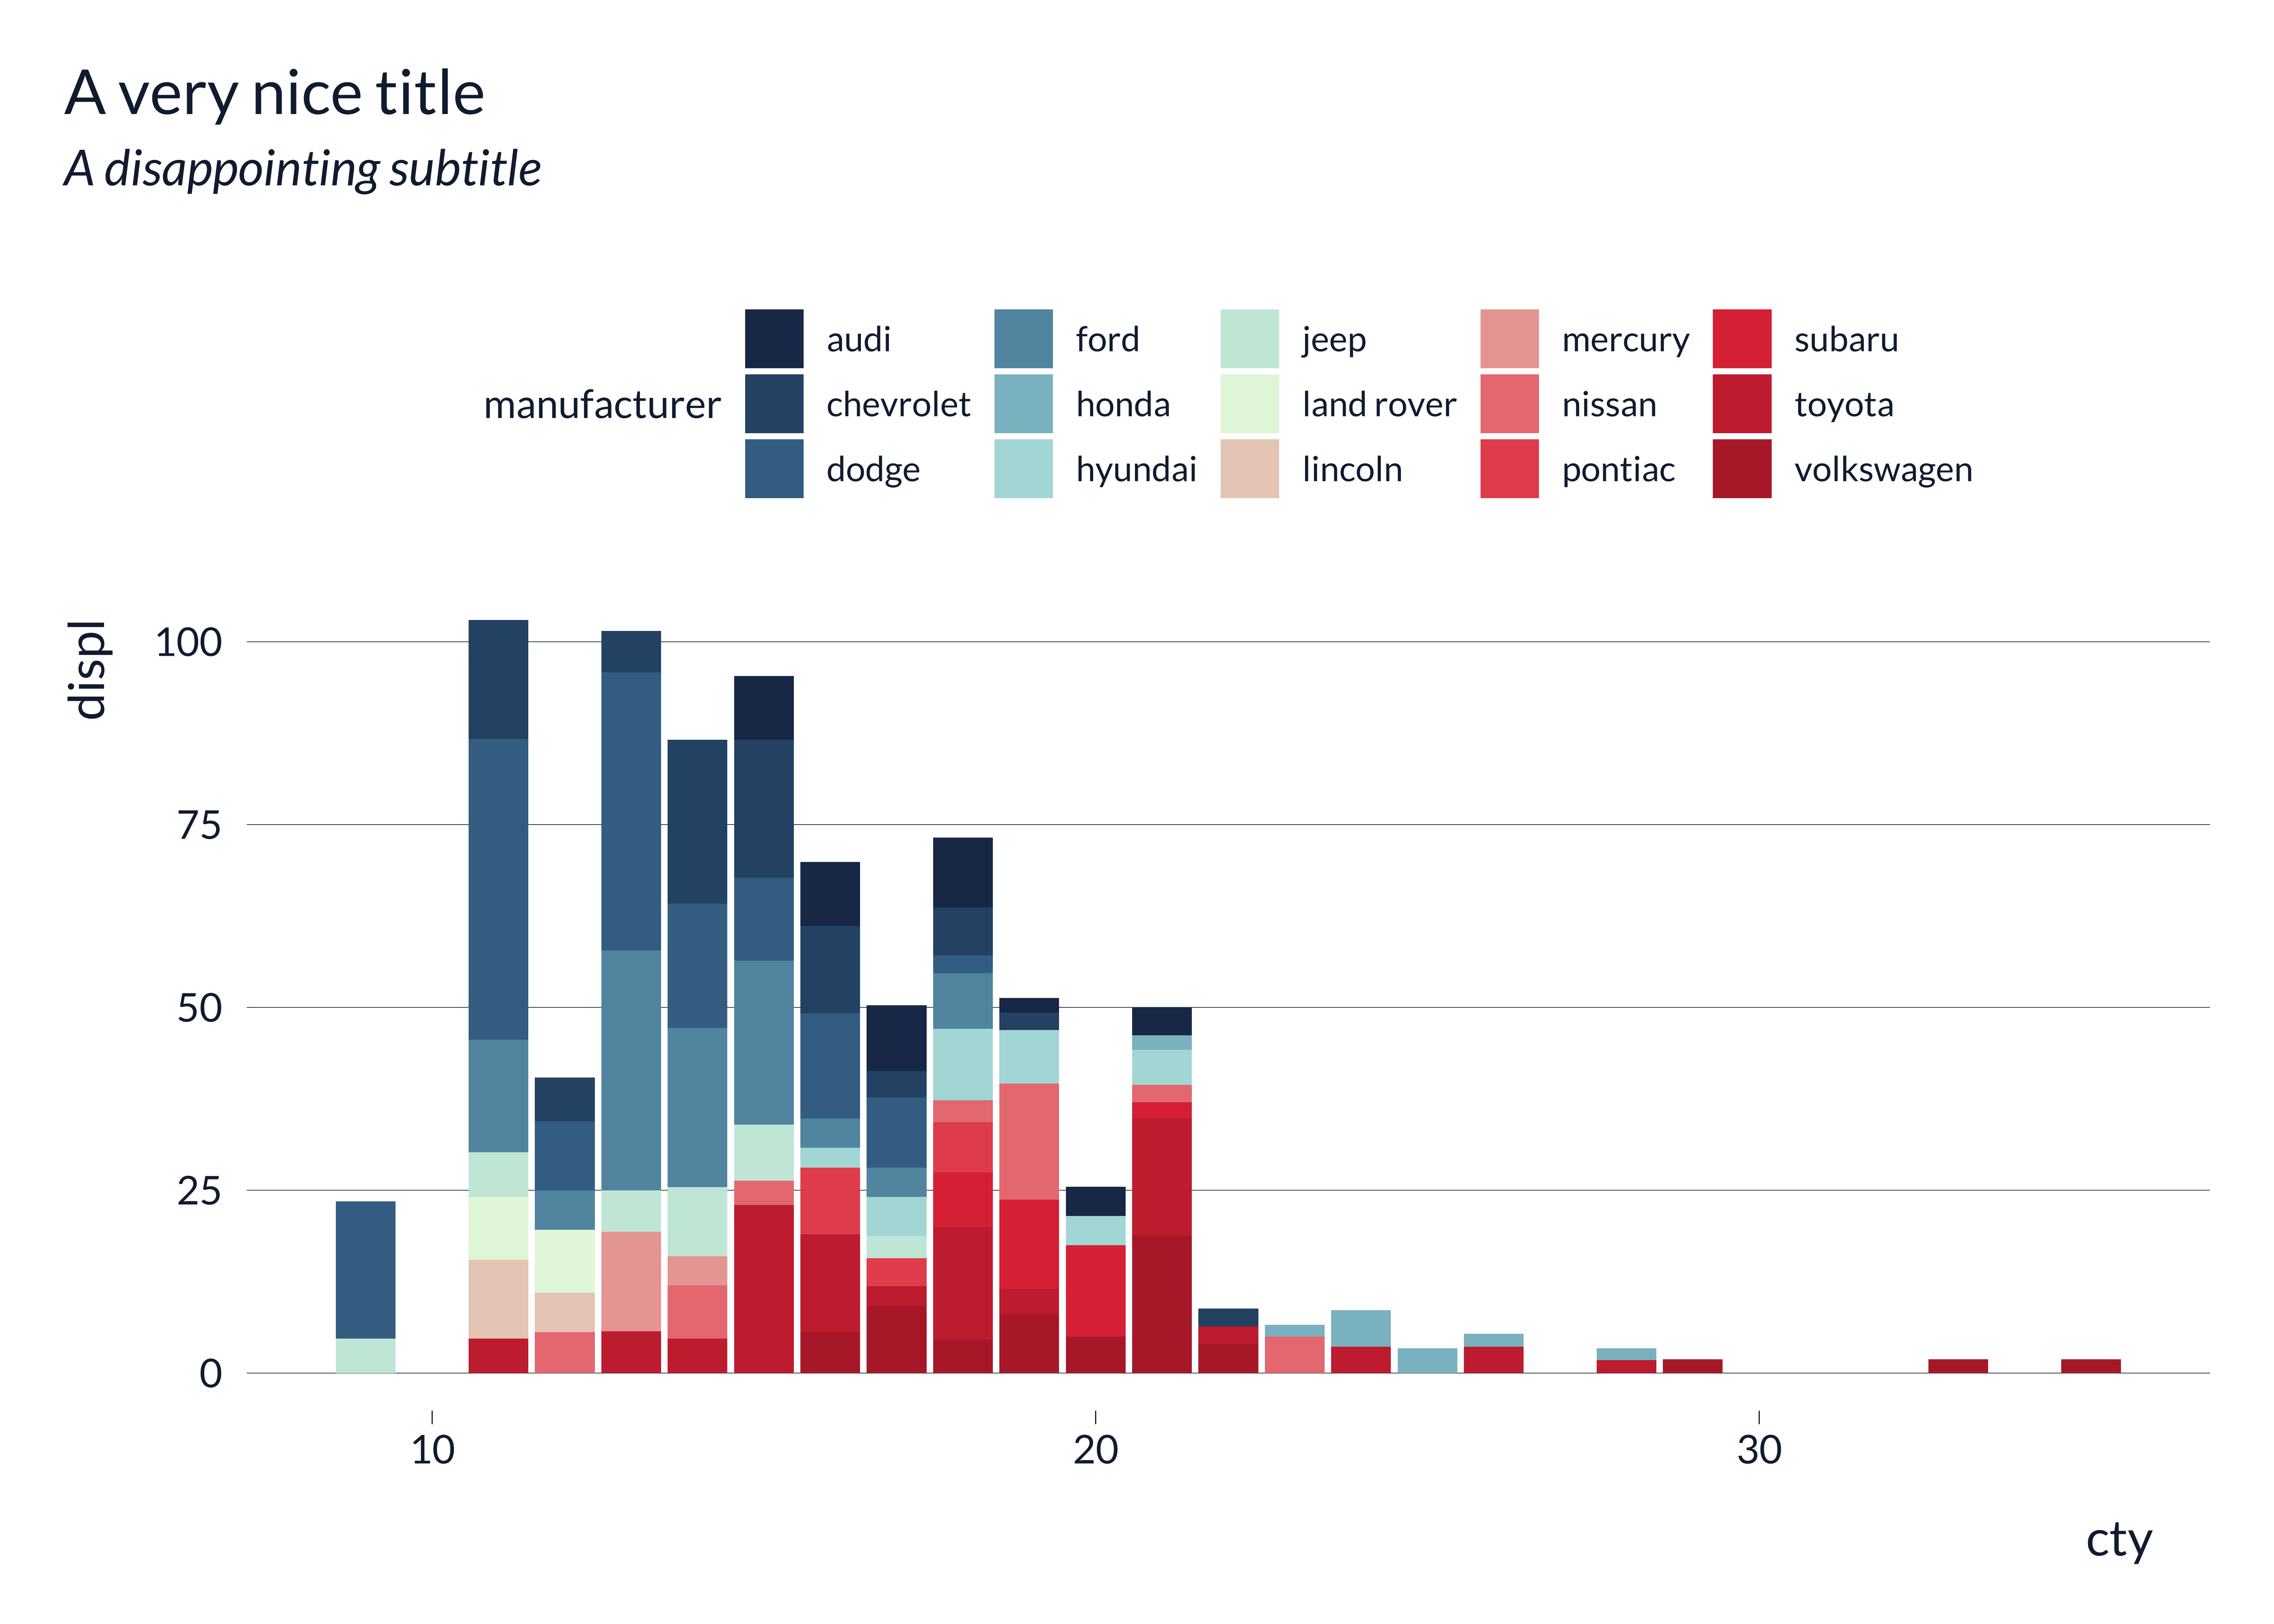 A very nice title
A disappointing subtitle
audi ford jeep mercury subaru
manufacturer chevrolet honda land rover nissan toyota
dodge hyundai lincoln pontiac volkswagen
displ
100
75
50
25
0
10 20 30
cty